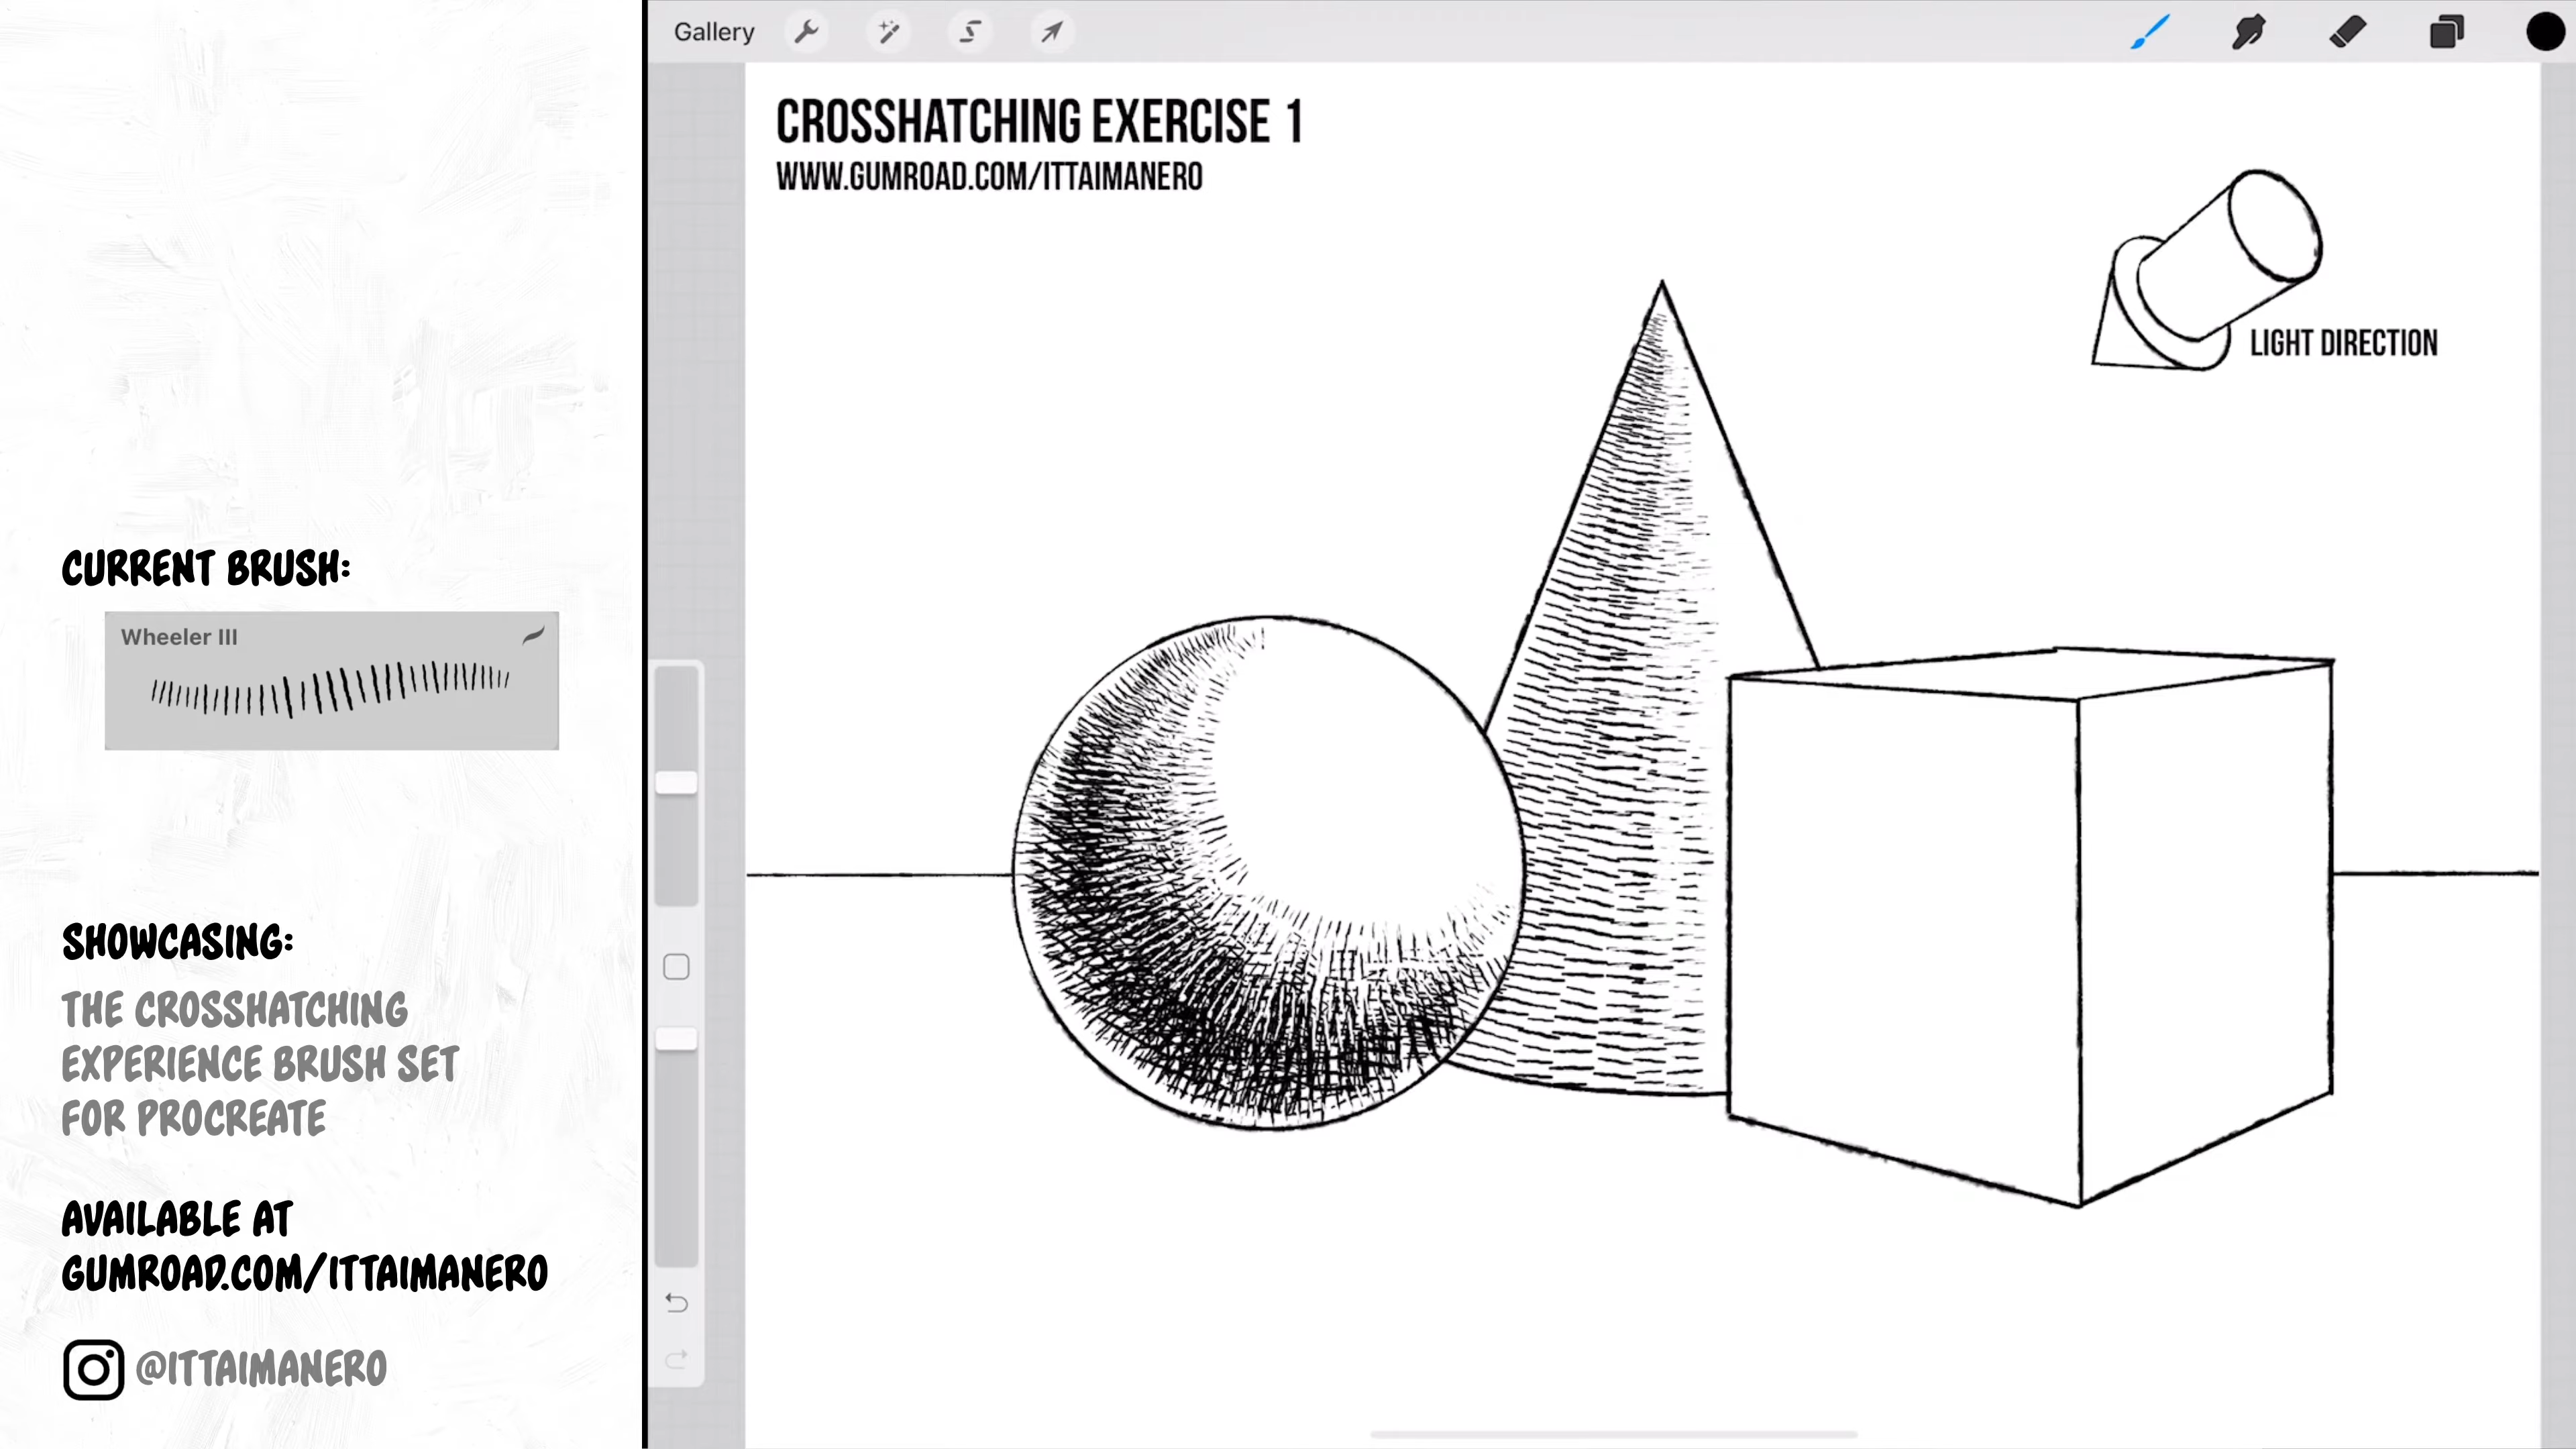 CURRENT BRUSH:
Wheeler III
SHOWCASING:
THE CROSSHATCHING
EXPERIENCE BRUSH SET
FOR PROCREATE
AVAILABLE AT
GUMROAD.COM/ITTAIMANERO
@ITTAIMANERO
Gallery
CROSSHATCHING EXERCISE 1
WWW.GUMROAD.COM/ITTAIMANERO
LIGHT DIRECTION